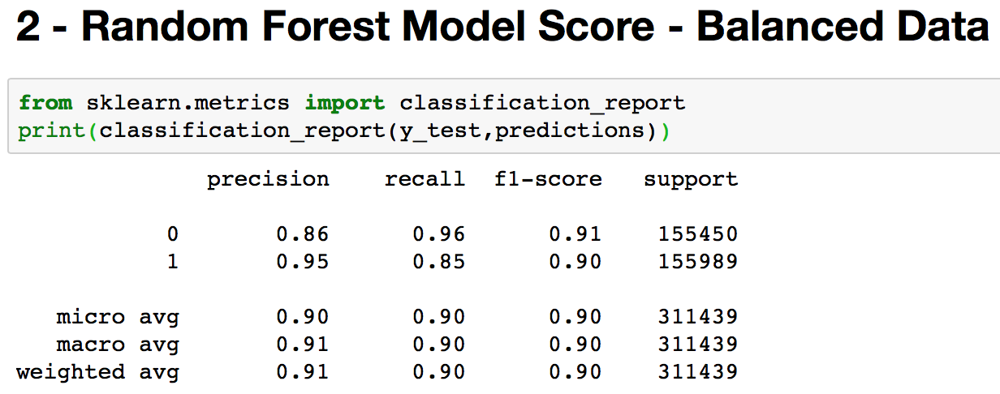 2 - Random Forest Model Score - Balanced Data
from sklearn.metrics import classification_report
print(classification_report(y_test,predictions))
precision recall f1-score support
0 0.86 0.96 0.91 155450
1 0.95 0.85 0.90 155989
micro avg 0.90 0.90 0.90 311439
macro avg 0.91 0.90 0.90 311439
weighted avg 0.91 0.90 0.90 311439